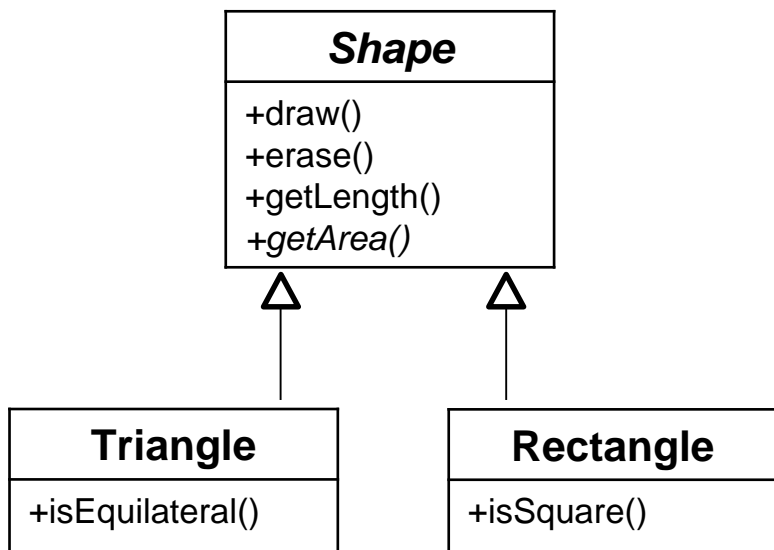 Shape
+draw()
+erase()
+getLength()
+getArea()
Triangle
+isEquilateral()
Rectangle
+isSquare()